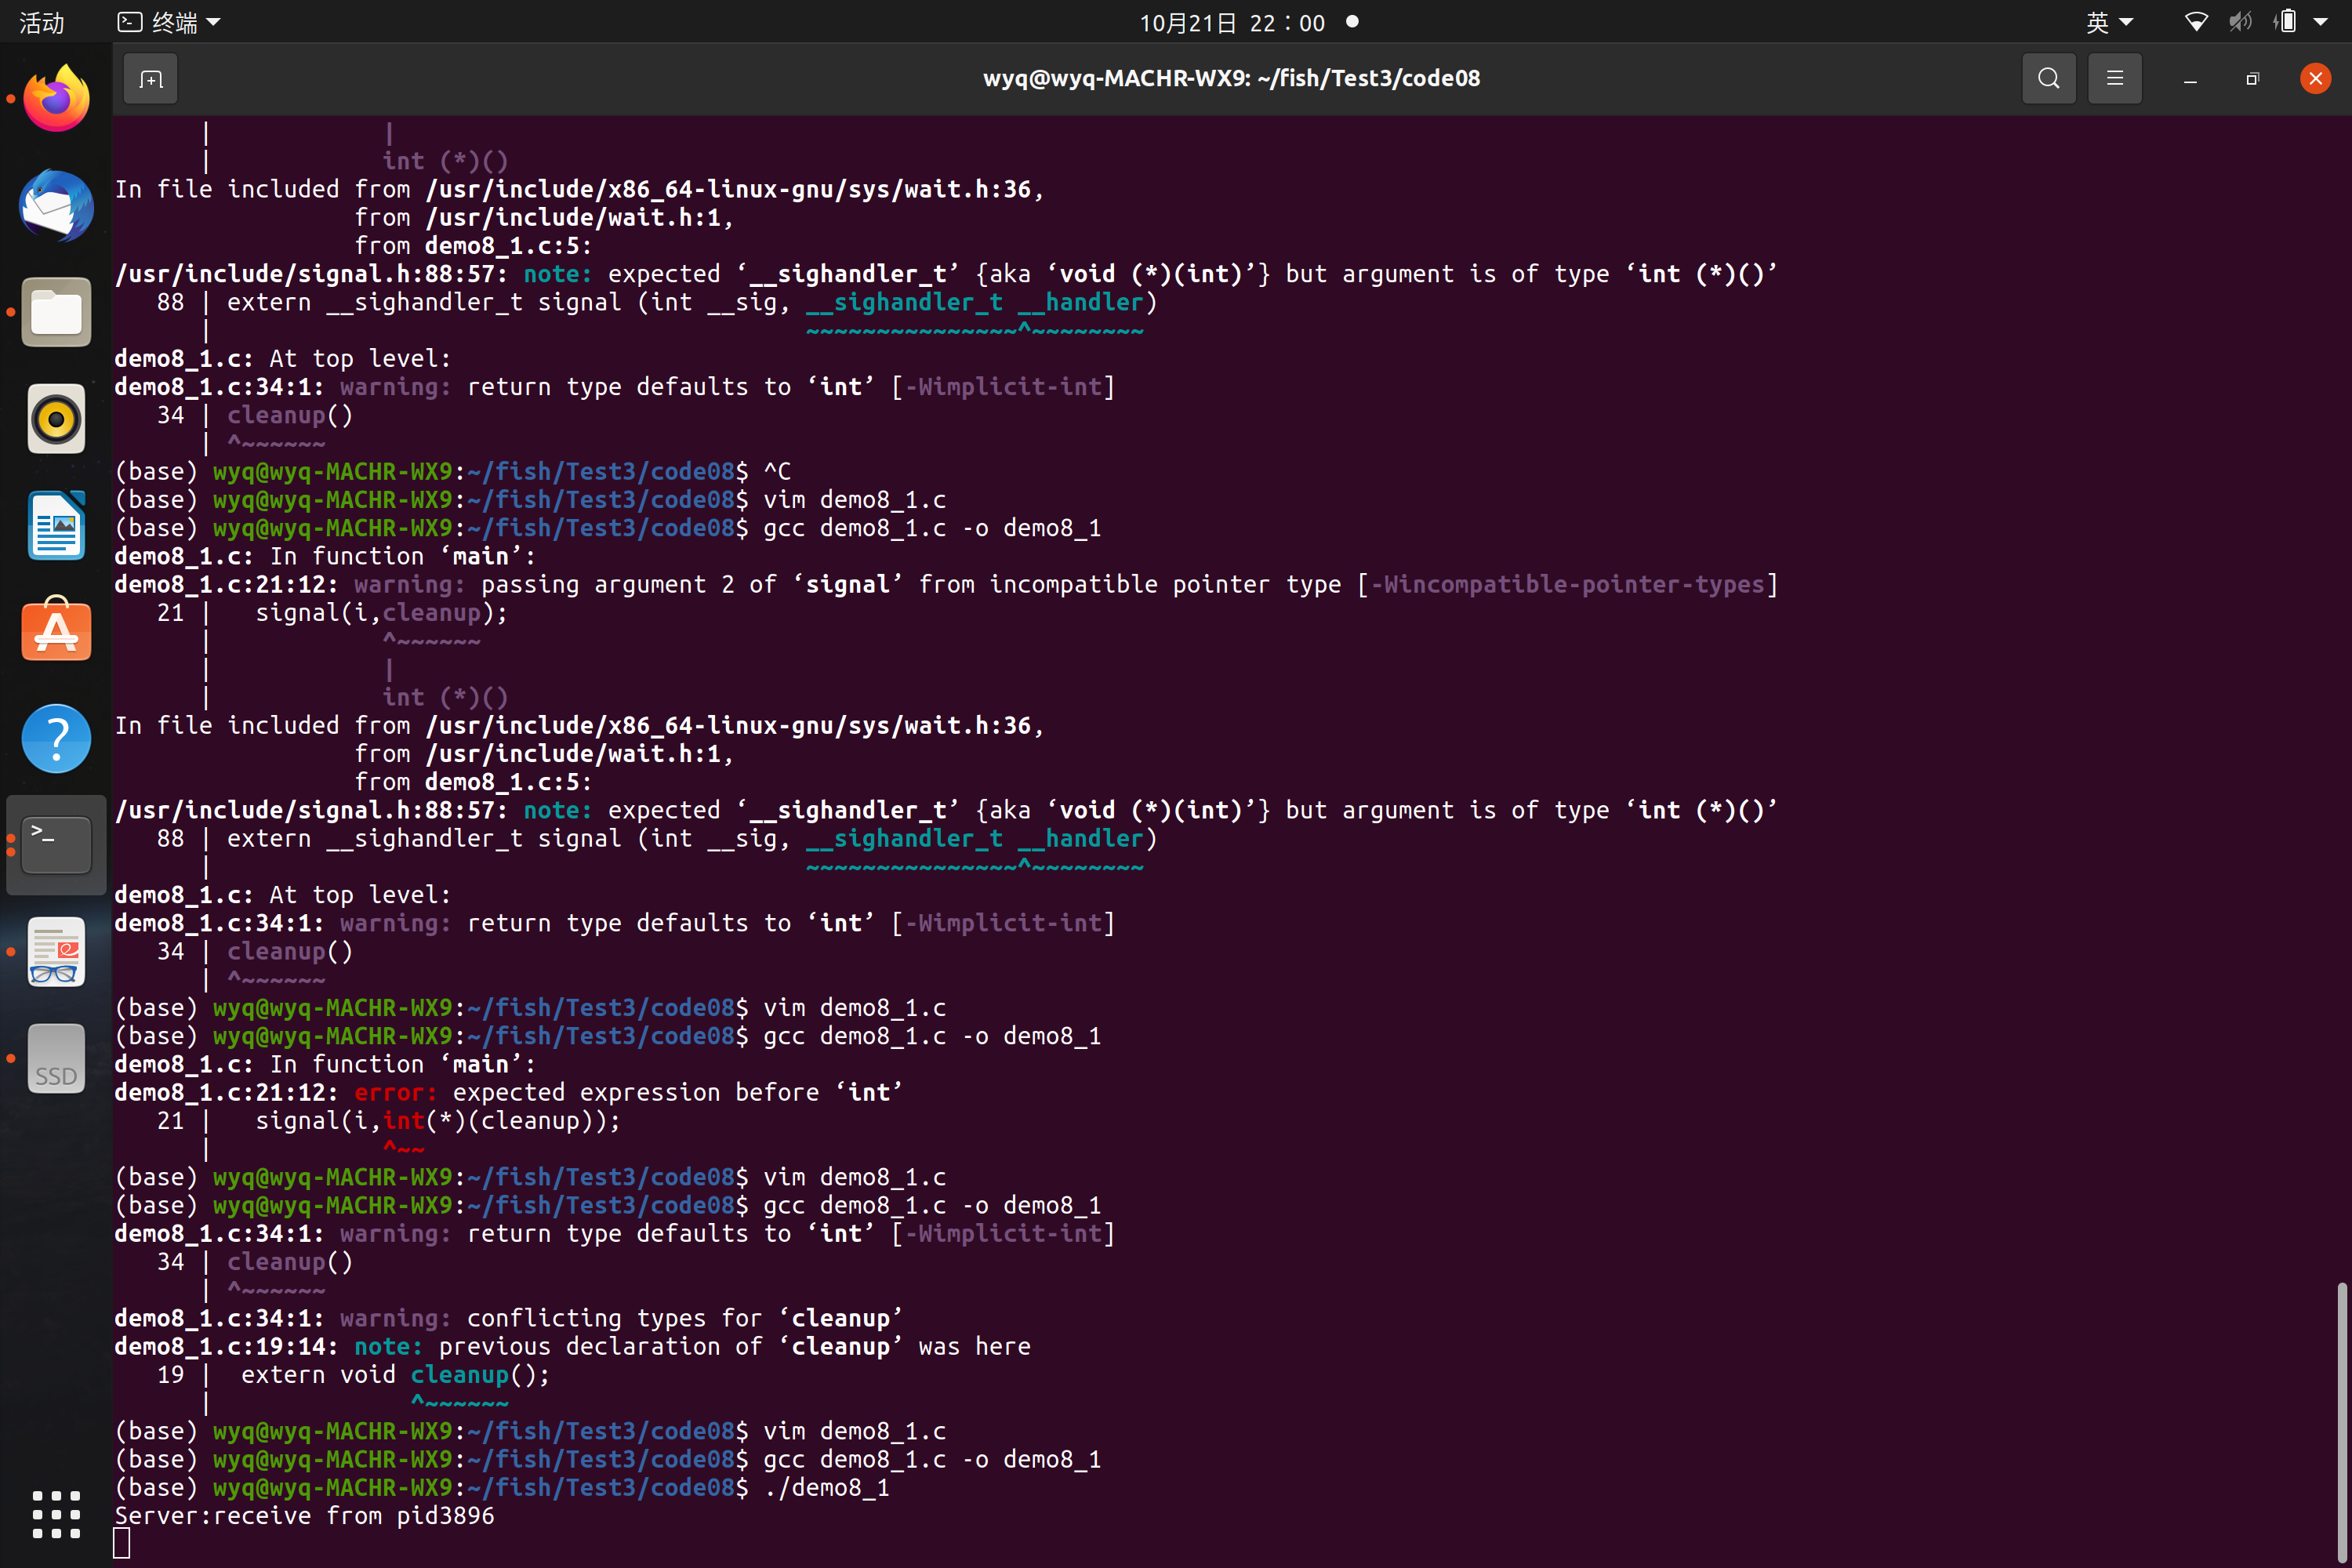 活动
终端
10月21日 22：00
英
wyq@wyq-MACHR-WX9: ~/fish/Test3/code08
      |            |
      |            int (*)()
In file included from /usr/include/x86_64-linux-gnu/sys/wait.h:36,
                 from /usr/include/wait.h:1,
                 from demo8_1.c:5:
/usr/include/signal.h:88:57: note: expected ‘__sighandler_t’ {aka ‘void (*)(int)’} but argument is of type ‘int (*)()’
   88 | extern __sighandler_t signal (int __sig, __sighandler_t __handler)
      |                                          ~~~~~~~~~~~~~~~^~~~~~~~~
demo8_1.c: At top level:
demo8_1.c:34:1: warning: return type defaults to ‘int’ [-Wimplicit-int]
   34 | cleanup()
      | ^~~~~~~
(base) wyq@wyq-MACHR-WX9:~/fish/Test3/code08$ ^C
(base) wyq@wyq-MACHR-WX9:~/fish/Test3/code08$ vim demo8_1.c
(base) wyq@wyq-MACHR-WX9:~/fish/Test3/code08$ gcc demo8_1.c -o demo8_1
demo8_1.c: In function ‘main’:
demo8_1.c:21:12: warning: passing argument 2 of ‘signal’ from incompatible pointer type [-Wincompatible-pointer-types]
   21 |   signal(i,cleanup);
      |            ^~~~~~~
      |            |
      |            int (*)()
In file included from /usr/include/x86_64-linux-gnu/sys/wait.h:36,
                 from /usr/include/wait.h:1,
                 from demo8_1.c:5:
/usr/include/signal.h:88:57: note: expected ‘__sighandler_t’ {aka ‘void (*)(int)’} but argument is of type ‘int (*)()’
   88 | extern __sighandler_t signal (int __sig, __sighandler_t __handler)
      |                                          ~~~~~~~~~~~~~~~^~~~~~~~~
demo8_1.c: At top level:
demo8_1.c:34:1: warning: return type defaults to ‘int’ [-Wimplicit-int]
   34 | cleanup()
      | ^~~~~~~
(base) wyq@wyq-MACHR-WX9:~/fish/Test3/code08$ vim demo8_1.c
(base) wyq@wyq-MACHR-WX9:~/fish/Test3/code08$ gcc demo8_1.c -o demo8_1
demo8_1.c: In function ‘main’:
demo8_1.c:21:12: error: expected expression before ‘int’
   21 |   signal(i,int(*)(cleanup));
      |            ^~~
(base) wyq@wyq-MACHR-WX9:~/fish/Test3/code08$ vim demo8_1.c
(base) wyq@wyq-MACHR-WX9:~/fish/Test3/code08$ gcc demo8_1.c -o demo8_1
demo8_1.c:34:1: warning: return type defaults to ‘int’ [-Wimplicit-int]
   34 | cleanup()
      | ^~~~~~~
demo8_1.c:34:1: warning: conflicting types for ‘cleanup’
demo8_1.c:19:14: note: previous declaration of ‘cleanup’ was here
   19 |  extern void cleanup();
      |              ^~~~~~~
(base) wyq@wyq-MACHR-WX9:~/fish/Test3/code08$ vim demo8_1.c
(base) wyq@wyq-MACHR-WX9:~/fish/Test3/code08$ gcc demo8_1.c -o demo8_1
(base) wyq@wyq-MACHR-WX9:~/fish/Test3/code08$ ./demo8_1
Server:receive from pid3896
SSD